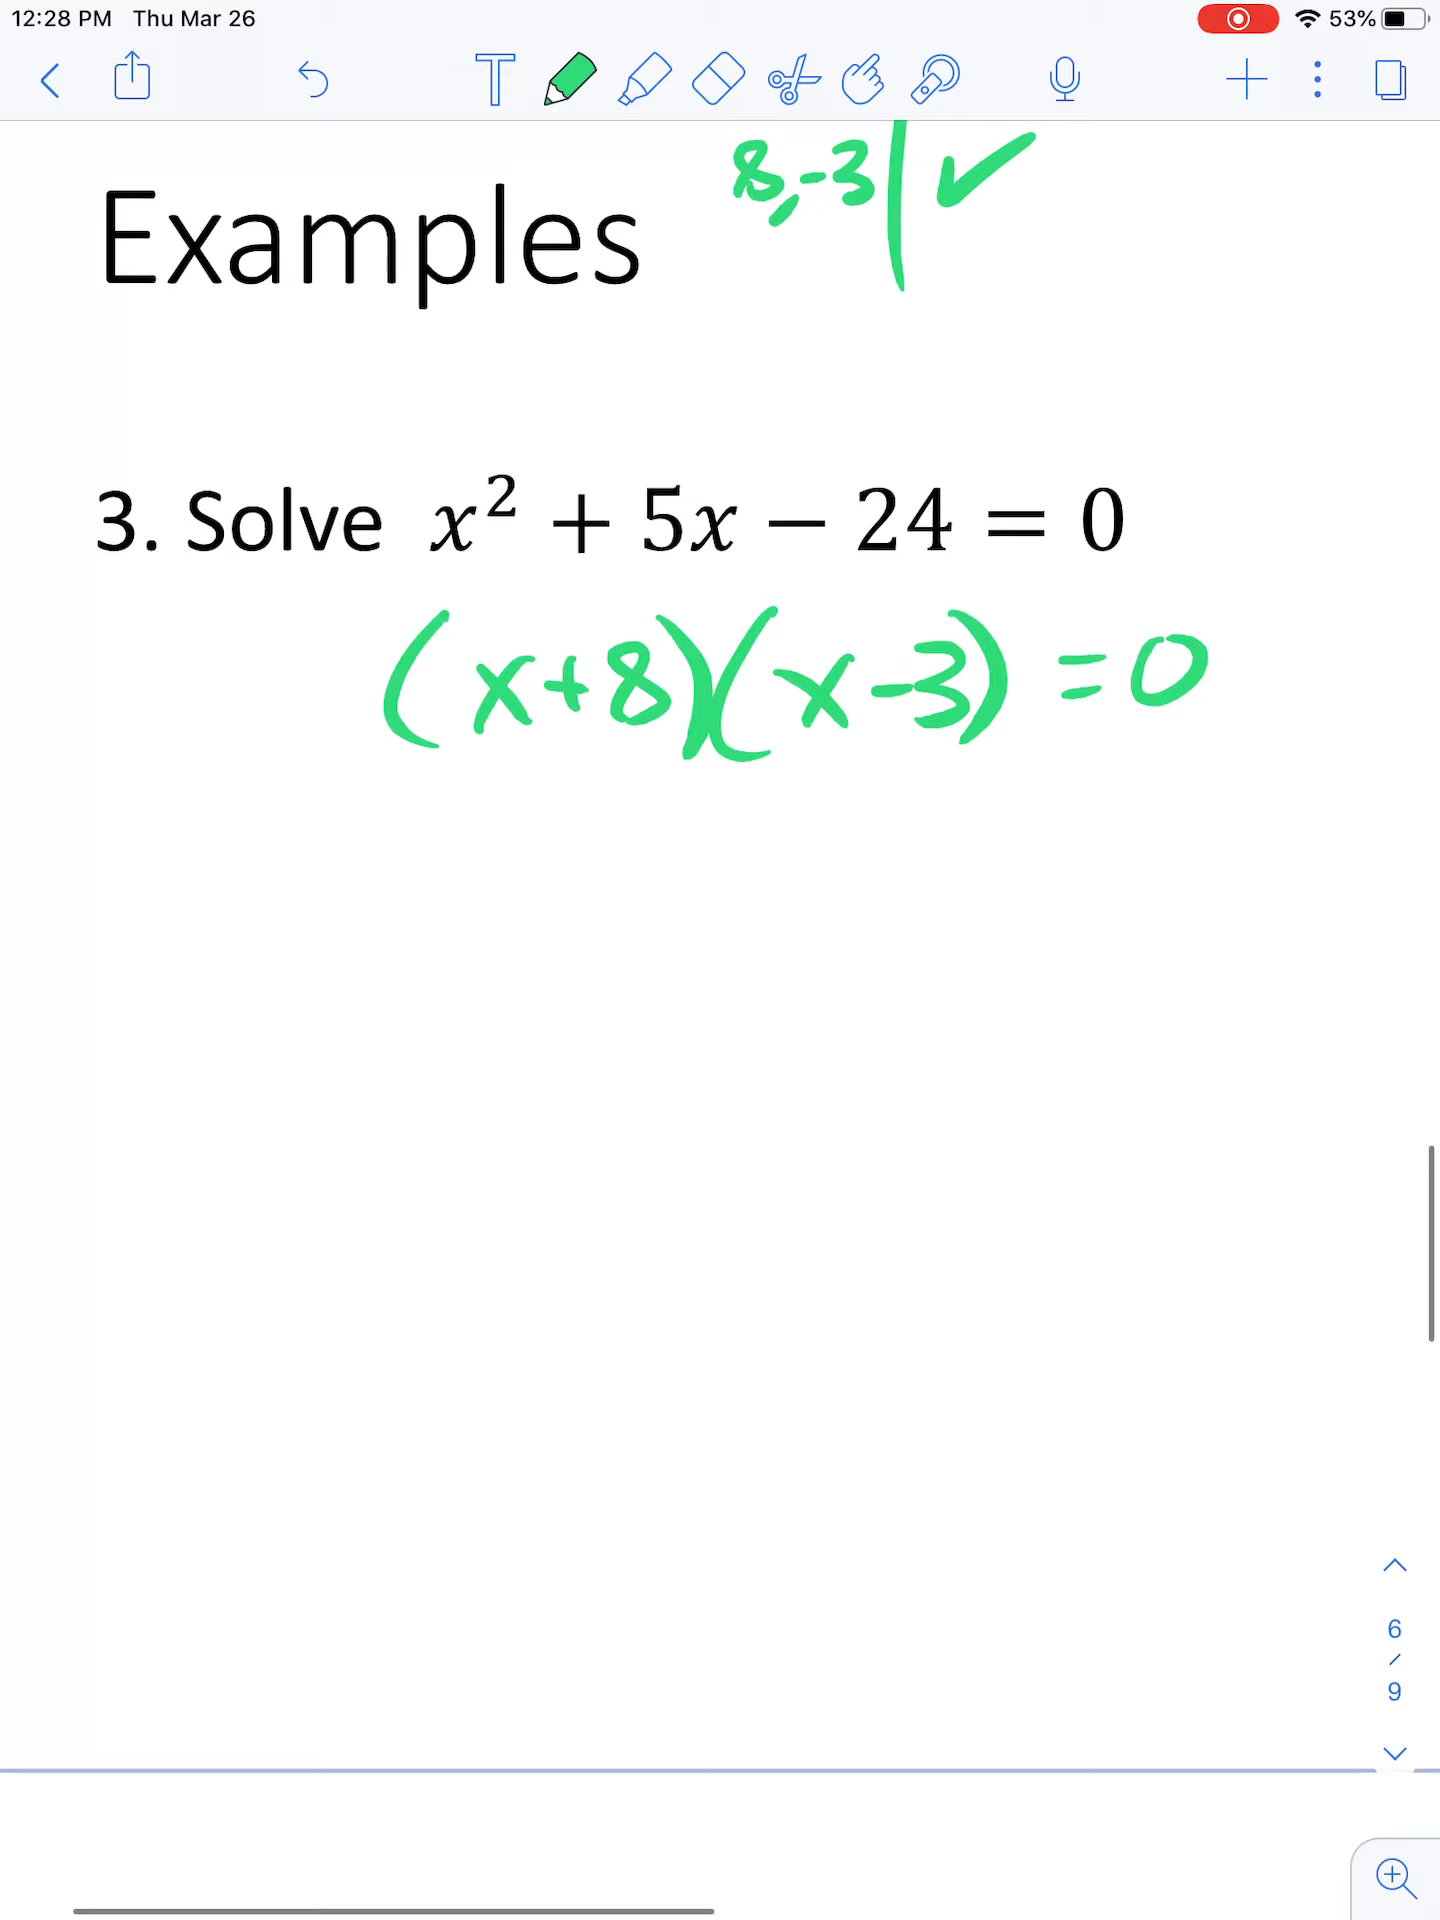 12:28 PM Thu Mar 26 53%
T
8,-3 ✓
Examples
3. Solve x² + 5x − 24 = 0
(x+8)(x-3) =0
6
/
9